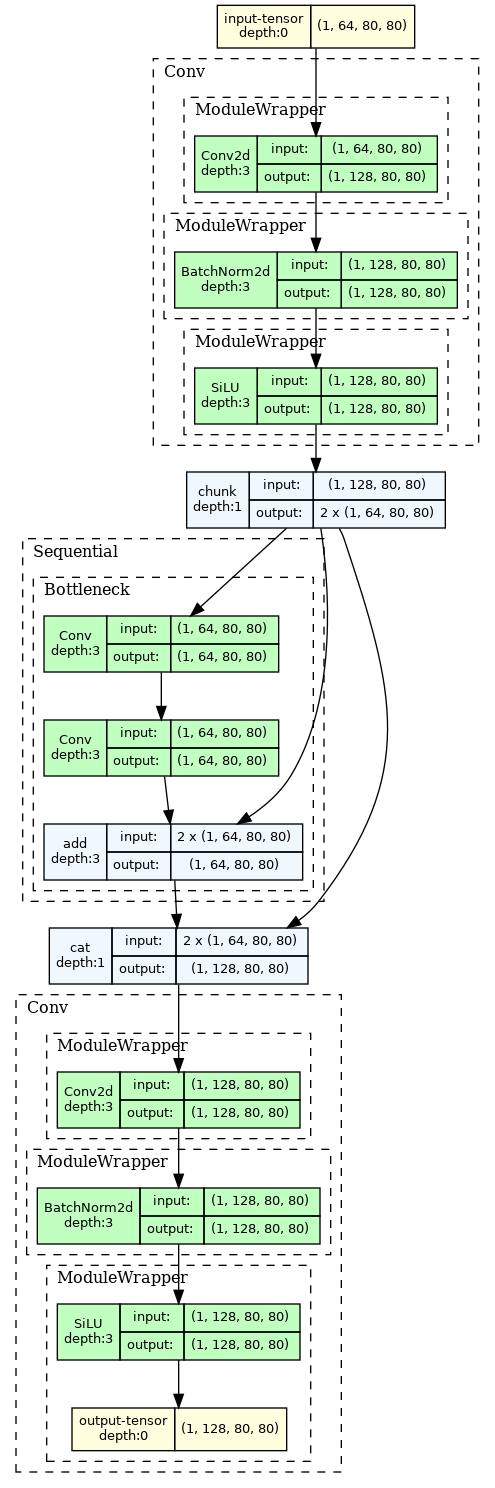 input-tensor
depth:0
(1, 64, 80, 80)
Conv
ModuleWrapper
Conv2d
depth:3
input:
(1, 64, 80, 80)
output:
(1, 128, 80, 80)
ModuleWrapper
BatchNorm2d
depth:3
input:
(1, 128, 80, 80)
output:
(1, 128, 80, 80)
ModuleWrapper
SiLU
depth:3
input:
(1, 128, 80, 80)
output:
(1, 128, 80, 80)
chunk
depth:1
input:
(1, 128, 80, 80)
output:
2 x (1, 64, 80, 80)
Sequential
Bottleneck
Conv
depth:3
input:
(1, 64, 80, 80)
output:
(1, 64, 80, 80)
Conv
depth:3
input:
(1, 64, 80, 80)
output:
(1, 64, 80, 80)
add
depth:3
input:
2 x (1, 64, 80, 80)
output:
(1, 64, 80, 80)
cat
depth:1
input:
2 x (1, 64, 80, 80)
output:
(1, 128, 80, 80)
Conv
ModuleWrapper
Conv2d
depth:3
input:
(1, 128, 80, 80)
output:
(1, 128, 80, 80)
ModuleWrapper
BatchNorm2d
depth:3
input:
(1, 128, 80, 80)
output:
(1, 128, 80, 80)
ModuleWrapper
SiLU
depth:3
input:
(1, 128, 80, 80)
output:
(1, 128, 80, 80)
output-tensor
depth:0
(1, 128, 80, 80)